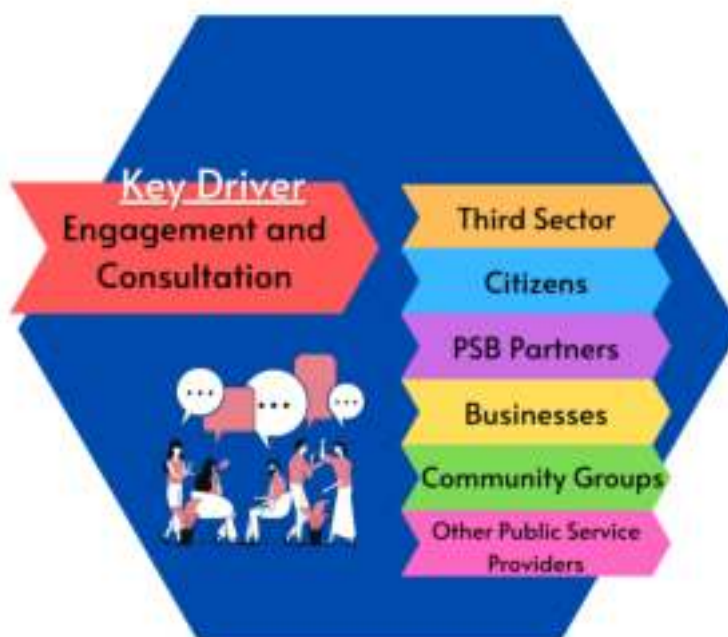 Key Driver
Engagement and
Consultation
Third Sector
Citizens
PSB Partners
Businesses
Community Groups
Other Public Service
Providers